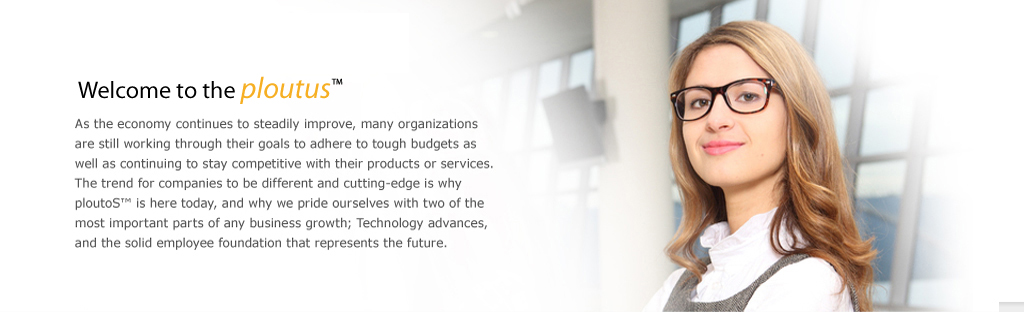 Welcome to the ploutus™
As the economy continues to steadily improve, many organizations
are still working through their goals to adhere to tough budgets as
well as continuing to stay competitive with their products or services.
The trend for companies to be different and cutting-edge is why
ploutoS™ is here today, and why we pride ourselves with two of the
most important parts of any business growth; Technology advances,
and the solid employee foundation that represents the future.